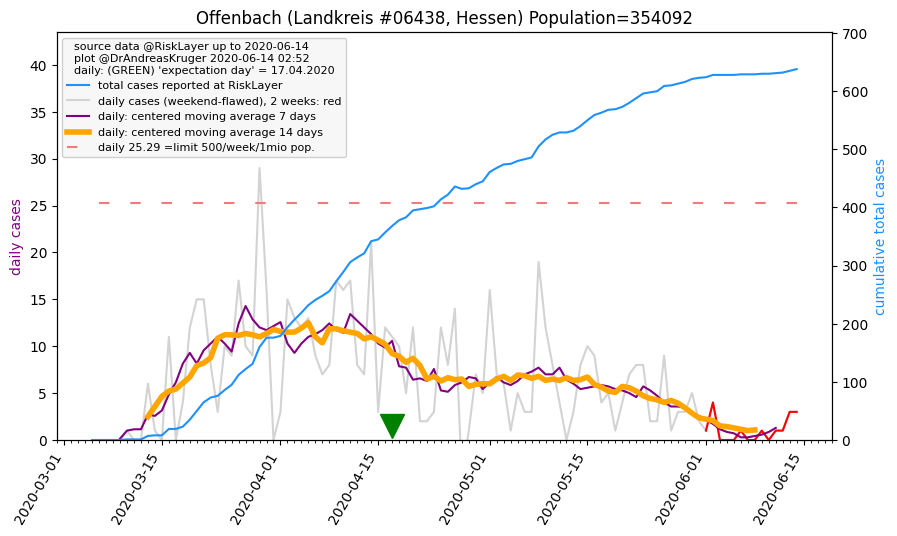 Offenbach (Landkreis #06438, Hessen) Population=354092
source data @RiskLayer up to 2020-06-14
plot @DrAndreasKruger 2020-06-14 02:52
daily: (GREEN) 'expectation day' = 17.04.2020
total cases reported at RiskLayer
daily cases (weekend-flawed), 2 weeks: red
daily: centered moving average 7 days
daily: centered moving average 14 days
daily 25.29 =limit 500/week/1mio pop.
daily cases
40
35
30
25
20
15
10
5
0
cumulative total cases
700
600
500
400
300
200
100
0
2020-03-01
2020-03-15
2020-04-01
2020-04-15
2020-05-01
2020-05-15
2020-06-01
2020-06-15